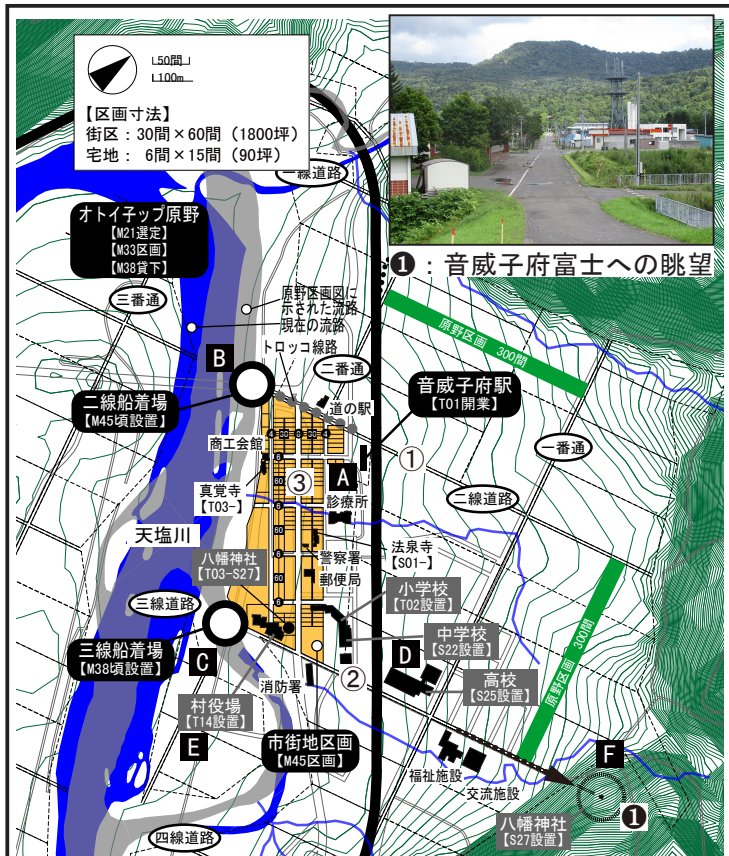 50間
100m
【区画寸法】
街区：30間×60間（1800坪）
宅地： 6間×15間（90坪）
❶：音威子府富士への眺望
一線道路
オトイ子ップ原野
【M21選定】
【M33区画】
【M38貸下】
三番通
原野区画図に
示された流路
現在の流路
トロッコ線路
B
二番通
道の駅
二線船着場
【M45頃設置】
音威子府駅
【T01開業】
原野区画 300間
一番通
商工会館
A
①
二線道路
③
真覚寺
【T03-】
診療所
天塩川
八幡神社
【T03-S27】
警察署
郵便局
法泉寺
【S01-】
小学校
【T02設置】
三線道路
中学校
【S22設置】
原野区画 300間
三線船着場
【M38頃設置】
C
D
高校
【S25設置】
②
消防署
村役場
【T14設置】
E
市街地区画
【M45区画】
F
福祉施設
交流施設
❶
八幡神社
【S27設置】
四線道路